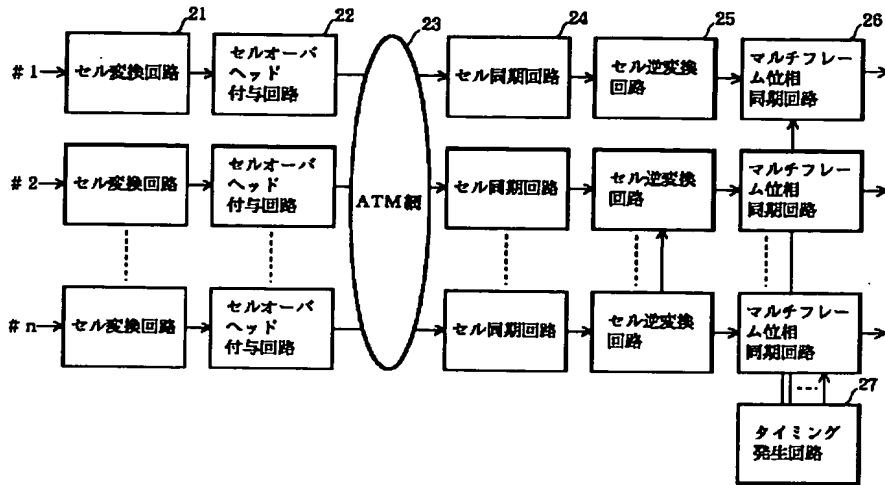 21
22
23
24
25
26
#1
セル変換回路
セルオーバ
ヘッド
付与回路
セル同期回路
セル逆変換
回路
マルチフレー
ム位相
同期回路
#2
セル変換回路
セルオーバ
ヘッド
付与回路
ATM網
セル同期回路
セル逆変換
回路
マルチフレー
ム位相
同期回路
#n
セル変換回路
セルオーバ
ヘッド
付与回路
セル同期回路
セル逆変換
回路
マルチフレー
ム位相
同期回路
27
タイミング
発生回路